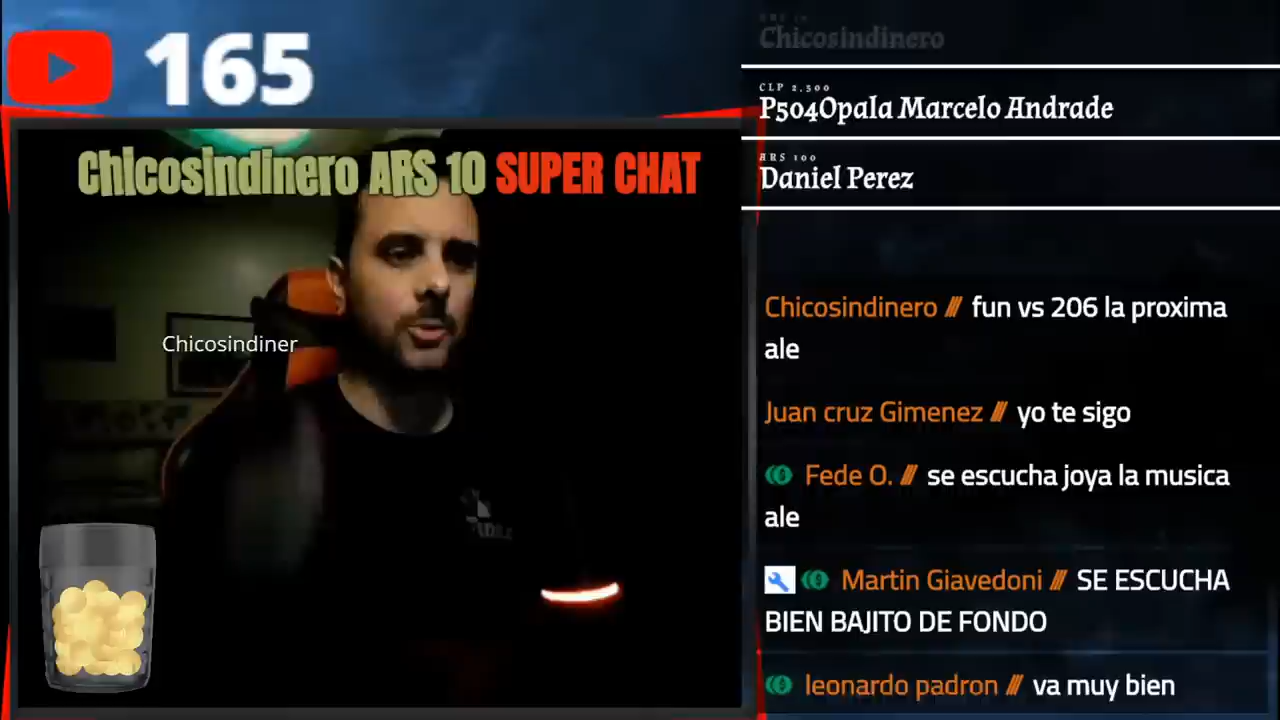 165
Chicosindinero ARS 10 SUPER CHAT
Chicosindiner
Chicosindinero
CLP 2,500
P504Opala Marcelo Andrade
ARS 100
Daniel Perez
Chicosindinero /// fun vs 206 la proxima
ale
Juan cruz Gimenez /// yo te sigo
Fede O. /// se escucha joya la musica
ale
Martin Giavedoni /// SE ESCUCHA
BIEN BAJITO DE FONDO
leonardo padron /// va muy bien